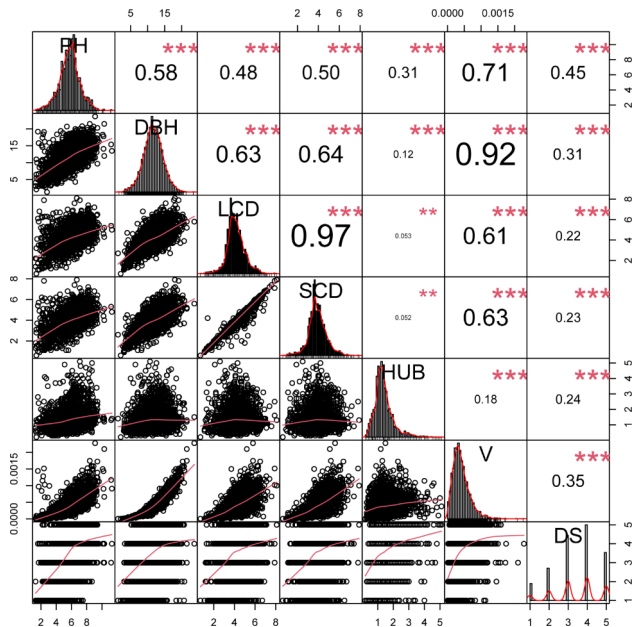 5 15 2 4 6 8 0.0000 0.0015
PH *** *** *** *** *** ***
0.58 0.48 0.50 0.31 0.71 0.45
2 4 6 8
DBH *** *** *** *** ***
5 15
0.63 0.64 0.12 0.92 0.31
LCD *** ** *** ***
0.97 0.053 0.61 0.22
2 4 6 8
SCD ** *** ***
2 4 6 8
0.052 0.63 0.23
HUB *** ***
0.18 0.24
1 2 3 4 5
V ***
0.0000 0.0015
0.35
DS
1 2 3 4 5
2 4 6 8 2 4 6 8 1 2 3 4 5 1 2 3 4 5